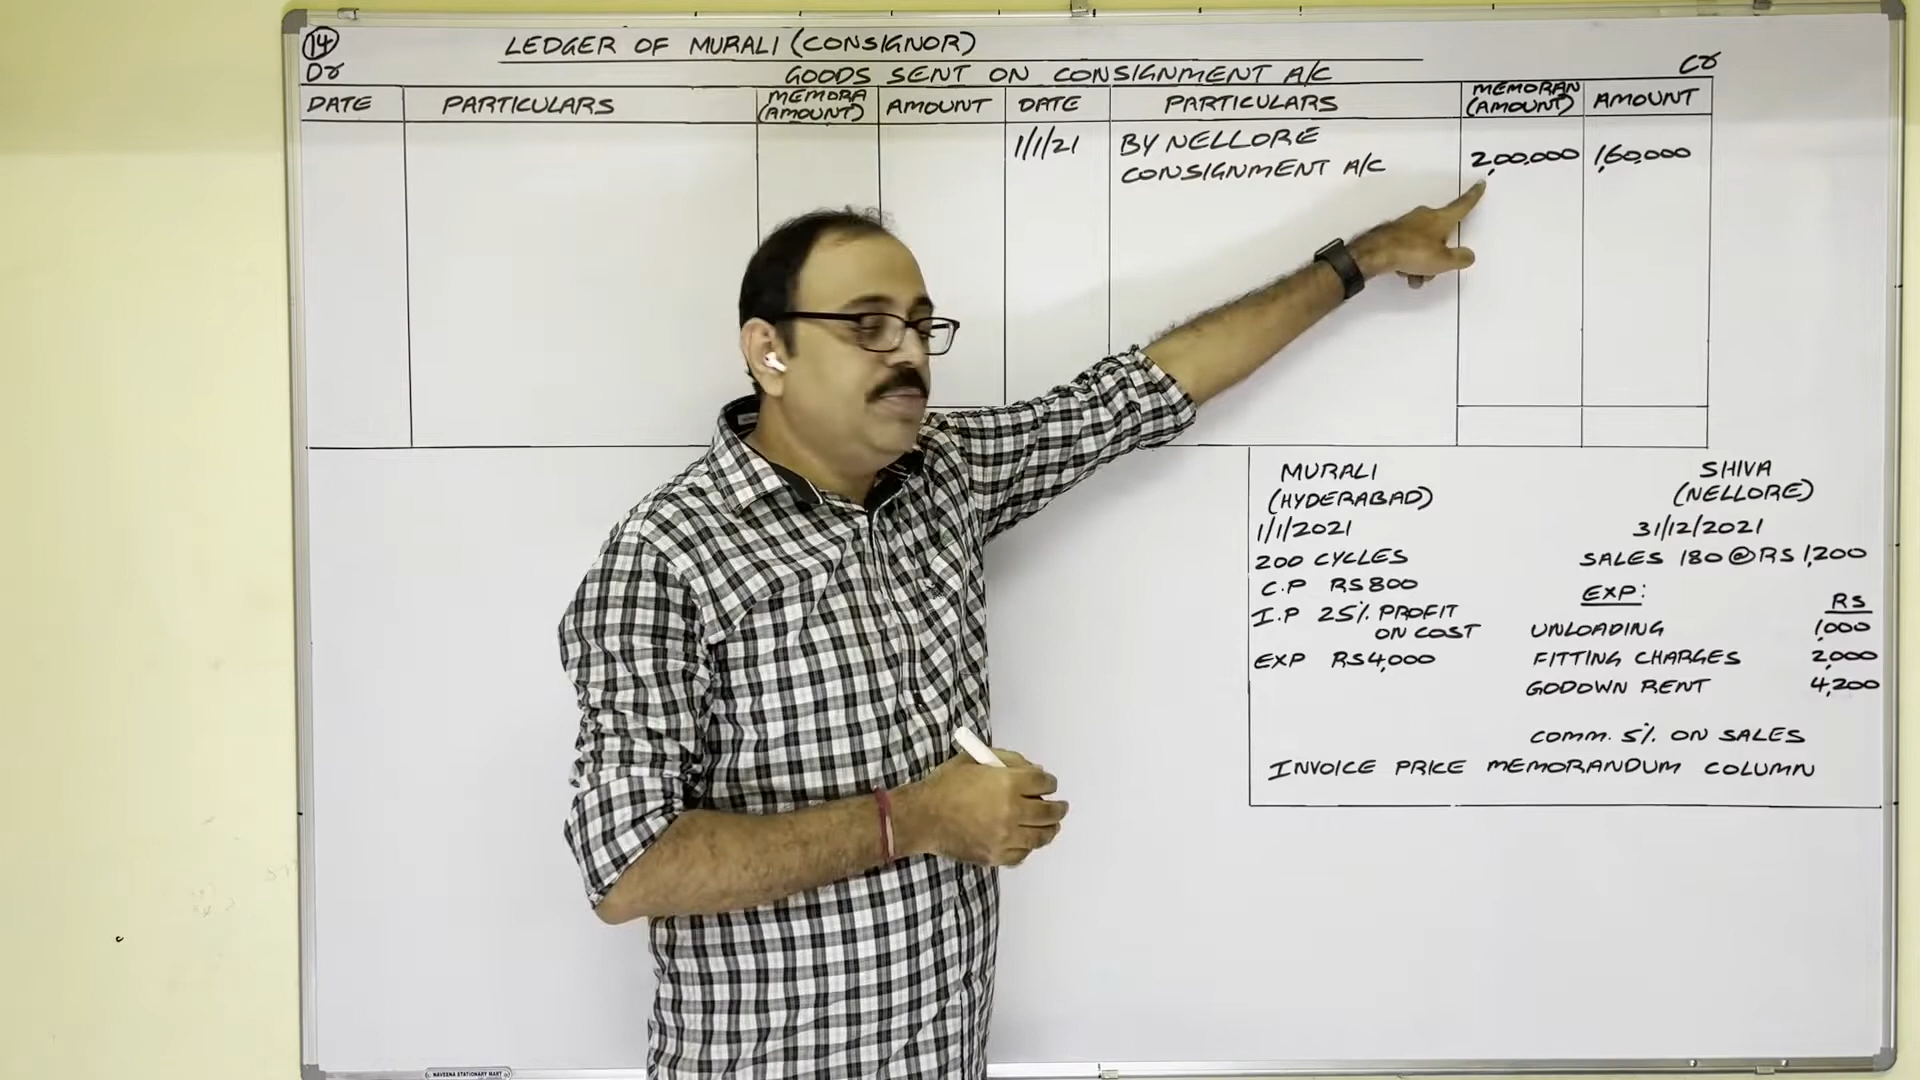 14
LEDGER OF MURALI (CONSIGNOR)
Dr
GOODS SENT ON CONSIGNMENT A/C
Cr
DATE PARTICULARS MEMORA (AMOUNT) AMOUNT DATE PARTICULARS MEMORAN (AMOUNT) AMOUNT
1/1/21 BY NELLORE
CONSIGNMENT A/C 2,00,000 1,60,000
MURALI
(HYDERABAD)
1/1/2021
200 CYCLES
C.P RS 800
I.P 25% PROFIT
ON COST
EXP RS 4,000
SHIVA
(NELLORE)
31/12/2021
SALES 180 @ RS 1,200
EXP:
RS
UNLOADING 1,000
FITTING CHARGES 2,000
GODOWN RENT 4,200
COMM. 5% ON SALES
INVOICE PRICE MEMORANDUM COLUMN
NAVEENA STATIONARY MART